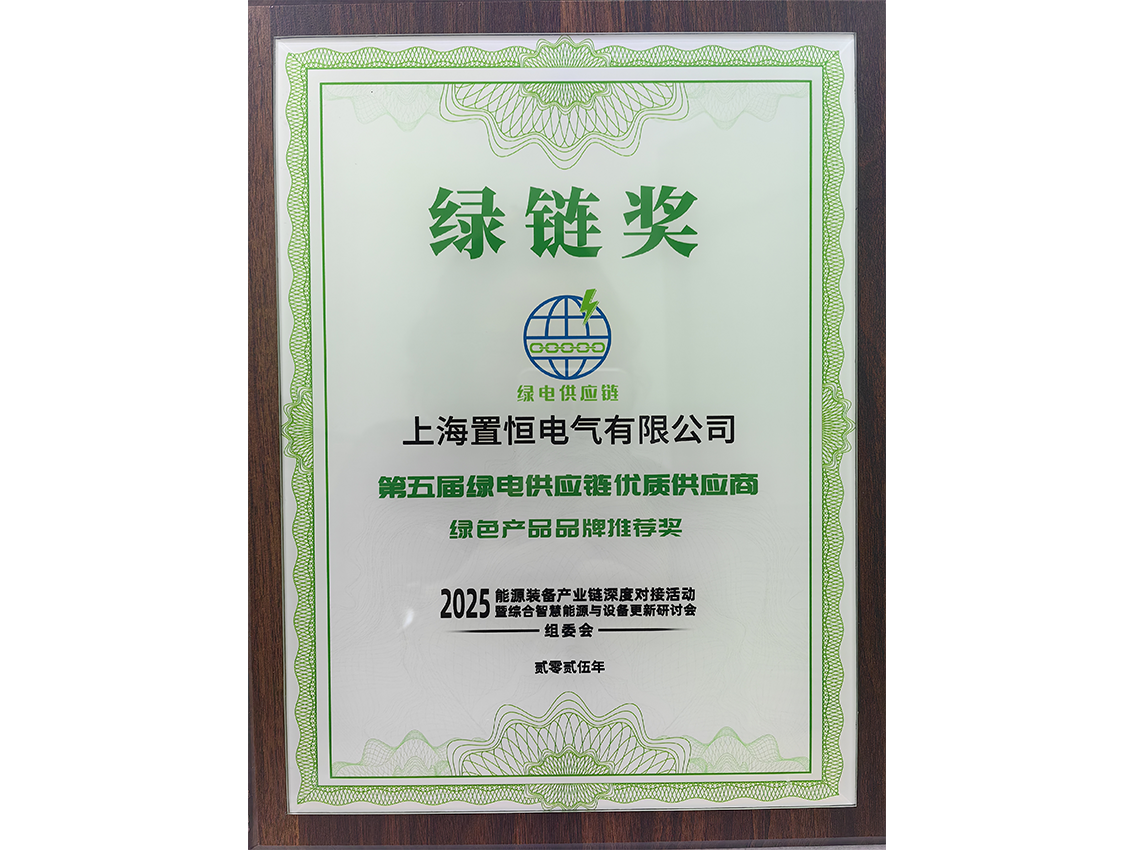 绿链奖
绿电供应链
上海置恒电气有限公司
第五届绿电供应链优质供应商
绿色产品品牌推荐奖
2025 能源装备产业链深度对接活动
暨综合智慧能源与设备更新研讨会
组委会
贰零贰伍年